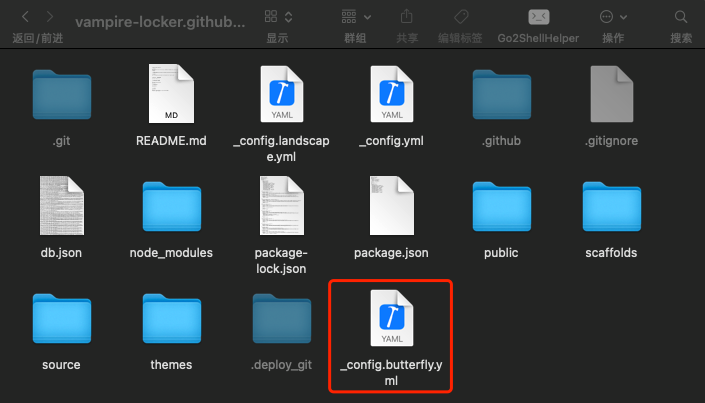 vampire-locker.github...
返回/前进
显示
群组
共享
编辑标签
Go2ShellHelper
操作
搜索
.git
MD
README.md
YAML
_config.landscap
e.yml
YAML
_config.yml
.github
.gitignore
db.json
node_modules
package-
lock.json
package.json
public
scaffolds
source
themes
.deploy_git
YAML
_config.butterfly.y
ml